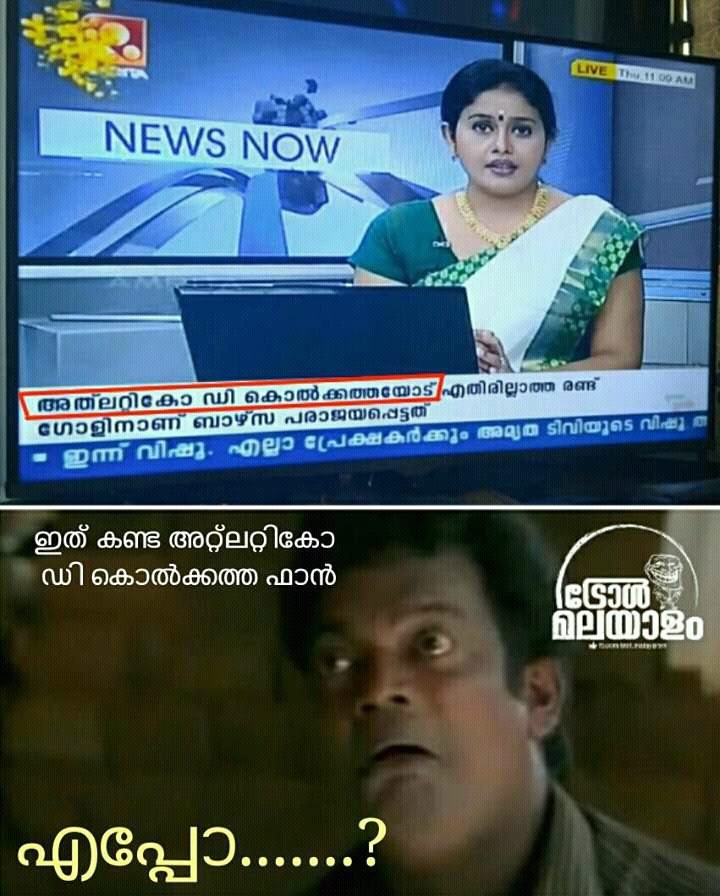 LIVE Thu 11:00 AM
NEWS NOW
അത്‌ലറ്റികോ ഡി കൊൽക്കത്തയോട് എതിരില്ലാത്ത രണ്ട്
ഗോളിനാണ് ബാഴ്സ പരാജയപ്പെട്ടത്
ഇന്ന് വിഷു. എല്ലാ പ്രേക്ഷകർക്കും അമൃത ടിവിയുടെ വിഷു
ഇത് കണ്ട അറ്റ്ലറ്റികോ
ഡി കൊൽക്കത്ത ഫാൻ
ട്രോൾ
മലയാളം
എപ്പോ.......?